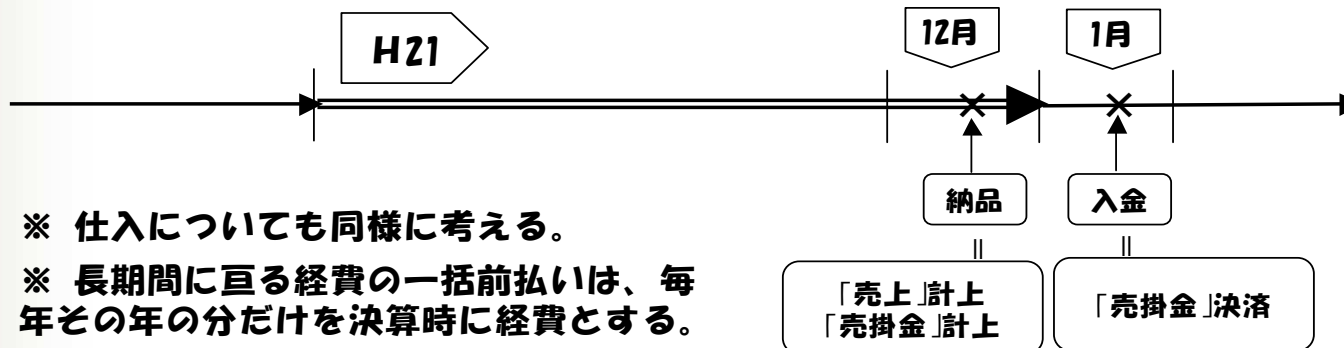 H21
12月
1月
納品
入金
||
||
「売上」計上
「売掛金」計上
「売掛金」決済
※ 仕入についても同様に考える。
※ 長期間に亘る経費の一括前払いは、毎
年その年の分だけを決算時に経費とする。